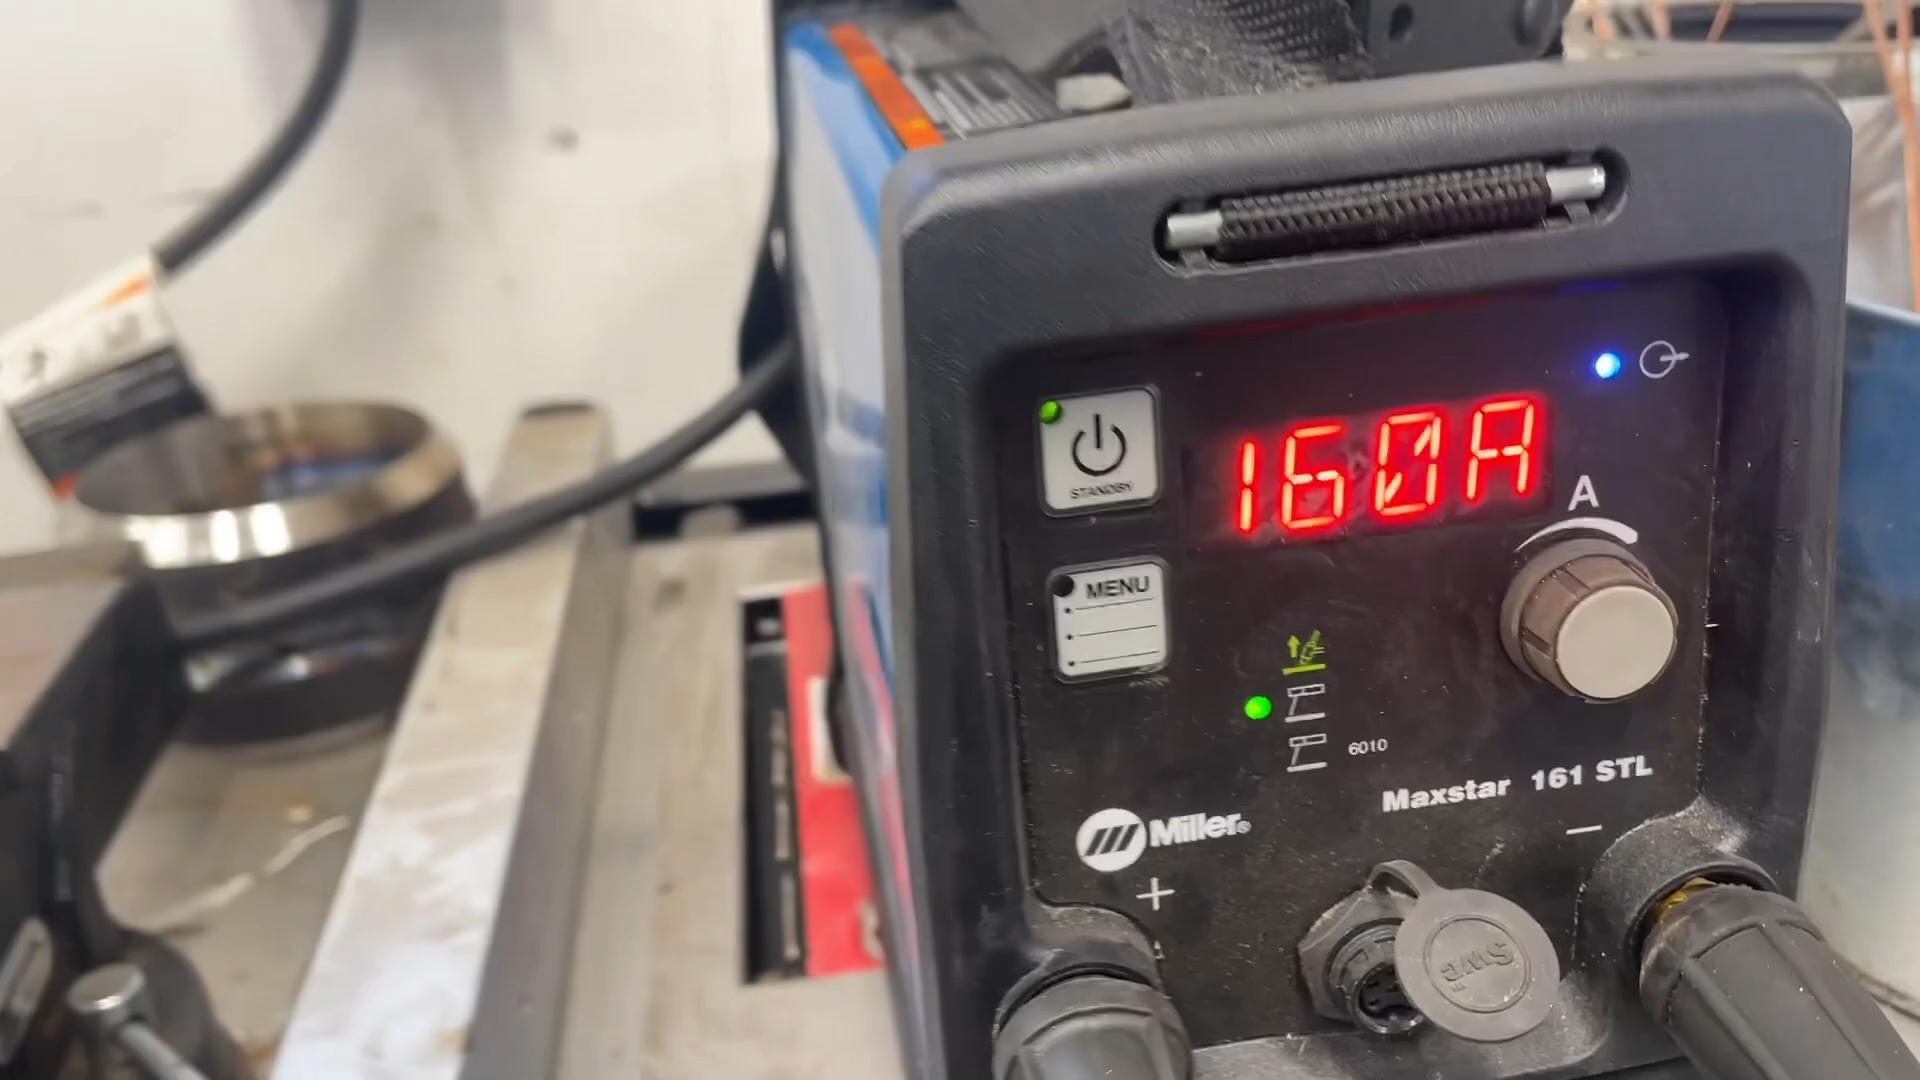 160A
A
STANDBY
MENU
6010
Maxstar 161 STL
Miller®
+
−